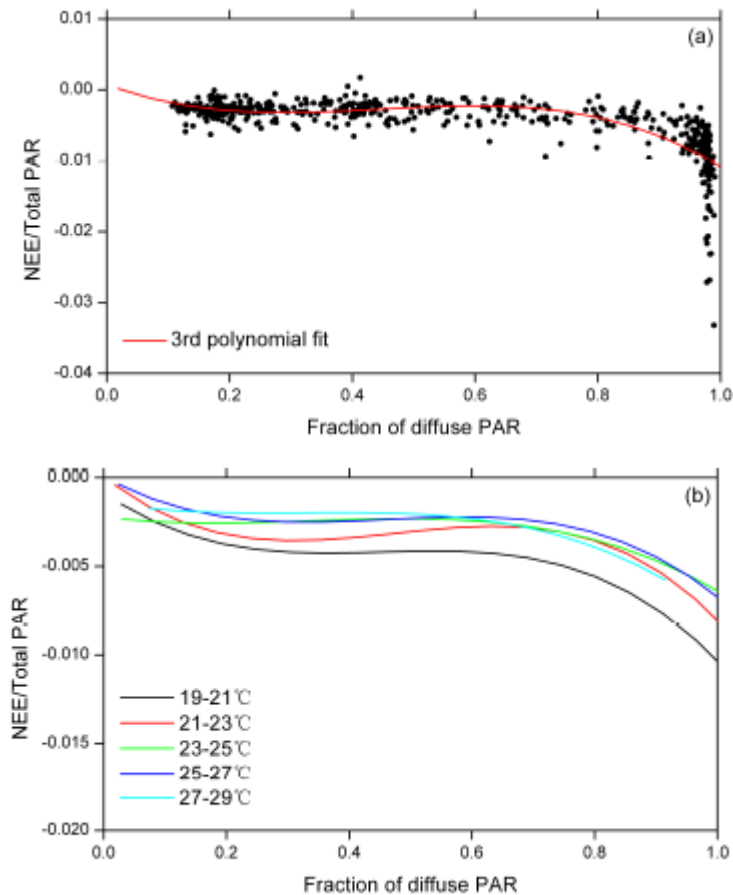 0.01
(a)
0.00
-0.01
-0.02
-0.03
-0.04
NEE/Total PAR
3rd polynomial fit
0.0 0.2 0.4 0.6 0.8 1.0
Fraction of diffuse PAR
0.000
(b)
-0.005
-0.010
-0.015
-0.020
NEE/Total PAR
19-21℃
21-23℃
23-25℃
25-27℃
27-29℃
0.0 0.2 0.4 0.6 0.8 1.0
Fraction of diffuse PAR